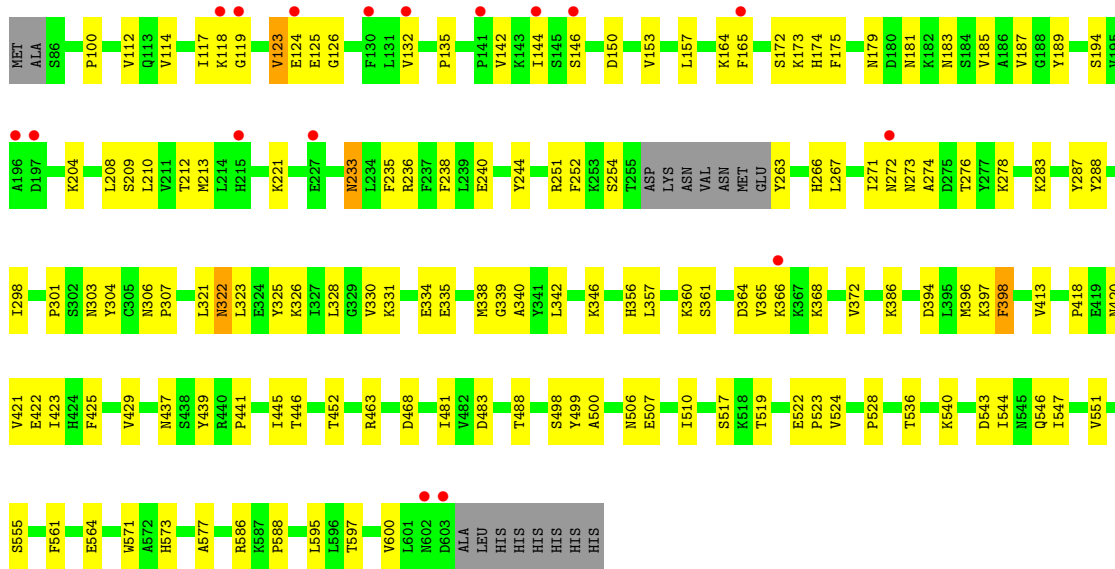 MET ALA S86 P100 V112 Q113 V114 I117 K118 G119 V123 E124 E125 G126 F130 L131 V132 P135 P141 V142 K143 I144 S145 S146 D150 V153 L157 K164 F165 S172 K173 H174 F175 N179 D180 N181 K182 N183 S184 V185 A186 V187 G188 Y189 S194 V195
A196 D197 K204 L208 S209 L210 V211 T212 M213 L214 H215 K221 E227 N233 L234 F235 R236 F237 F238 L239 E240 Y244 R251 F252 K253 S254 T255 ASP LYS ASN VAL ASN MET GLU Y263 H266 L267 I271 N272 N273 A274 D275 T276 Y277 K278 K283 Y287 Y288
I298 P301 S302 N303 Y304 C305 N306 P307 L321 N322 L323 E324 Y325 K326 I327 L328 G329 V330 K331 E334 E335 M338 G339 A340 Y341 L342 K346 H356 L357 K360 S361 D364 V365 K366 K367 K368 V372 K386 D394 L395 M396 K397 F398 V413 P418 E419 N420
V421 E422 I423 H424 F425 V429 N437 S438 Y439 R440 P441 I445 T446 T452 R463 D468 I481 V482 D483 T488 S498 Y499 A500 N506 E507 I510 S517 K518 T519 E522 P523 V524 P528 T536 K540 D543 I544 N545 Q546 I547 V551
S555 F561 E564 W571 A572 H573 A577 R586 K587 P588 L595 L596 T597 V600 L601 N602 D603 ALA LEU HIS HIS HIS HIS HIS HIS